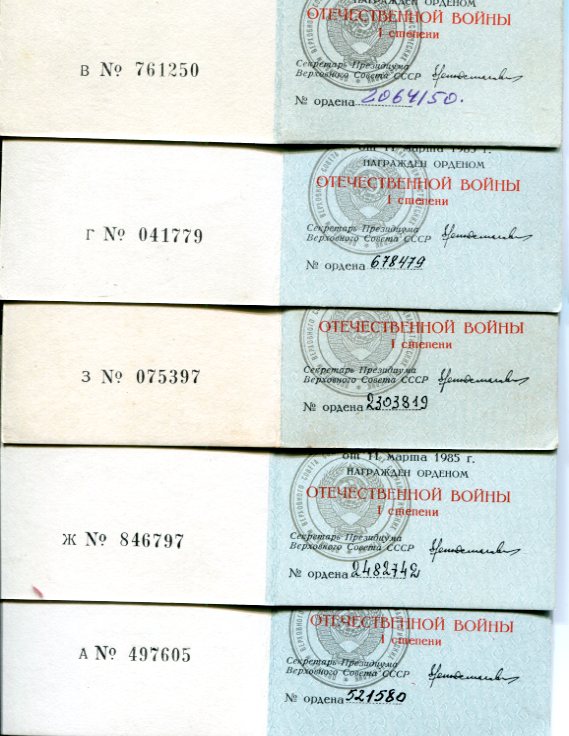 НАГРАЖДЕН ОРДЕНОМ
ОТЕЧЕСТВЕННОЙ ВОЙНЫ
I степени
Секретарь Президиума
Верховного Совета СССР
В № 761250
№ ордена 2064150.
от 11 марта 1985 г.
НАГРАЖДЕН ОРДЕНОМ
ОТЕЧЕСТВЕННОЙ ВОЙНЫ
I степени
Секретарь Президиума
Верховного Совета СССР
Г № 041779
№ ордена 678479
ОТЕЧЕСТВЕННОЙ ВОЙНЫ
I степени
Секретарь Президиума
Верховного Совета СССР
З № 075397
№ ордена 2303819
от 11 марта 1985 г.
НАГРАЖДЕН ОРДЕНОМ
ОТЕЧЕСТВЕННОЙ ВОЙНЫ
I степени
Секретарь Президиума
Верховного Совета СССР
Ж № 846797
№ ордена 2482742
ОТЕЧЕСТВЕННОЙ ВОЙНЫ
I степени
Секретарь Президиума
Верховного Совета СССР
А № 497605
№ ордена 521580